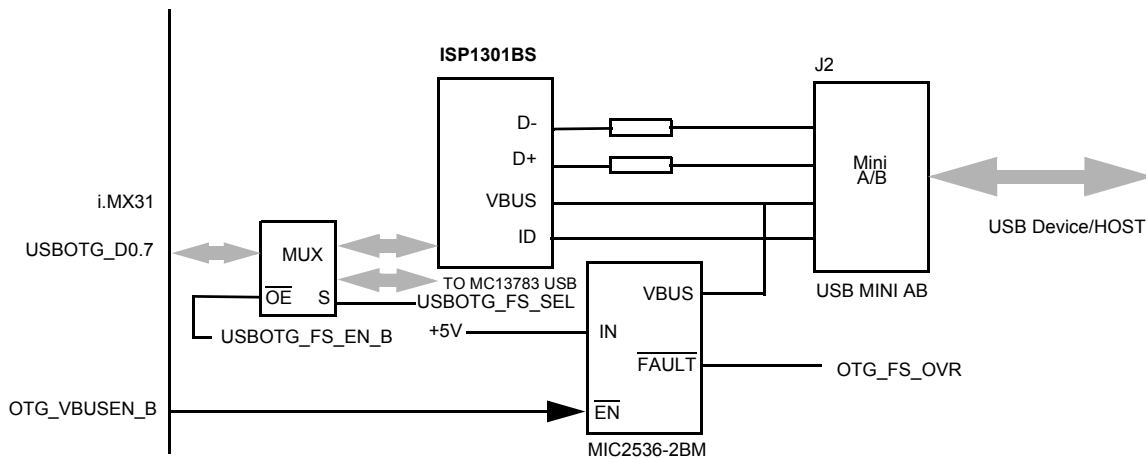 ISP1301BS
J2
D-
D+
VBUS
ID
Mini
A/B
i.MX31
USBOTG_D0.7
MUX
OE S
USB Device/HOST
TO MC13783 USB
USBOTG_FS_SEL
USBOTG_FS_EN_B
USB MINI AB
VBUS
+5V
IN
FAULT
OTG_FS_OVR
OTG_VBUSEN_B
EN
MIC2536-2BM